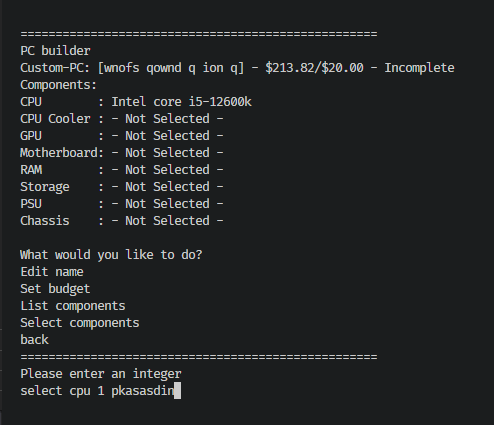 ===================================================
PC builder
Custom-PC: [wnofs qownd q ion q] - $213.82/$20.00 - Incomplete
Components:
CPU        : Intel core i5-12600k
CPU Cooler : - Not Selected -
GPU        : - Not Selected -
Motherboard: - Not Selected -
RAM        : - Not Selected -
Storage    : - Not Selected -
PSU        : - Not Selected -
Chassis    : - Not Selected -
What would you like to do?
Edit name
Set budget
List components
Select components
back
===================================================
Please enter an integer
select cpu 1 pkasasdin